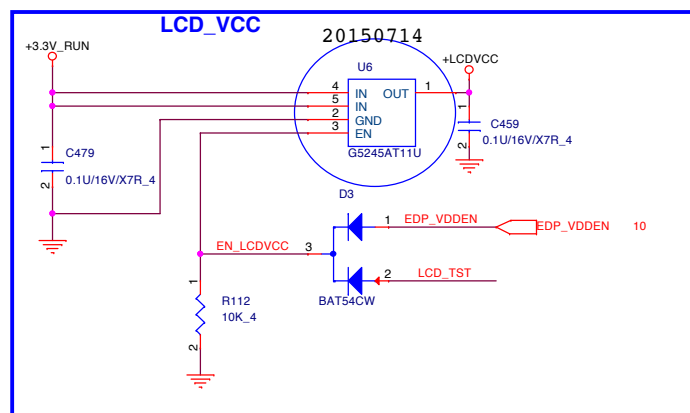 LCD_VCC
20150714
+3.3V_RUN
U6
+LCDVCC
4 IN OUT 1
5 IN
2 GND
3 EN
G5245AT11U
1
C479
0.1U/16V/X7R_4
2
1
C459
0.1U/16V/X7R_4
2
D3
1 EDP_VDDEN EDP_VDDEN 10
EN_LCDVCC 3
2 LCD_TST
BAT54CW
1
R112
10K_4
2